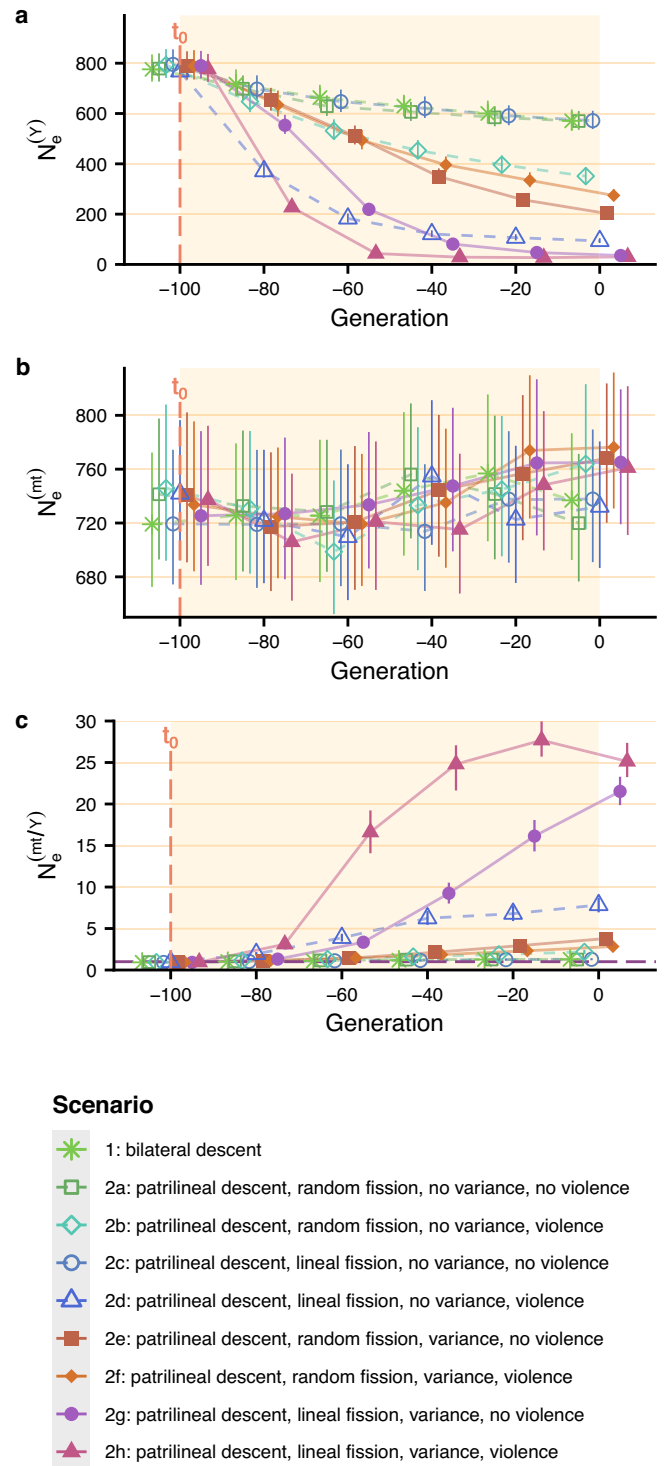 a
t0
800
600
400
200
0
Ne(Y)
−100
−80
−60
−40
−20
0
Generation
b
t0
800
760
720
680
Ne(mt)
−100
−80
−60
−40
−20
0
Generation
c
t0
30
25
20
15
10
5
0
Ne(mt/Y)
−100
−80
−60
−40
−20
0
Generation
Scenario
1: bilateral descent
2a: patrilineal descent, random fission, no variance, no violence
2b: patrilineal descent, random fission, no variance, violence
2c: patrilineal descent, lineal fission, no variance, no violence
2d: patrilineal descent, lineal fission, no variance, violence
2e: patrilineal descent, random fission, variance, no violence
2f: patrilineal descent, random fission, variance, violence
2g: patrilineal descent, lineal fission, variance, no violence
2h: patrilineal descent, lineal fission, variance, violence